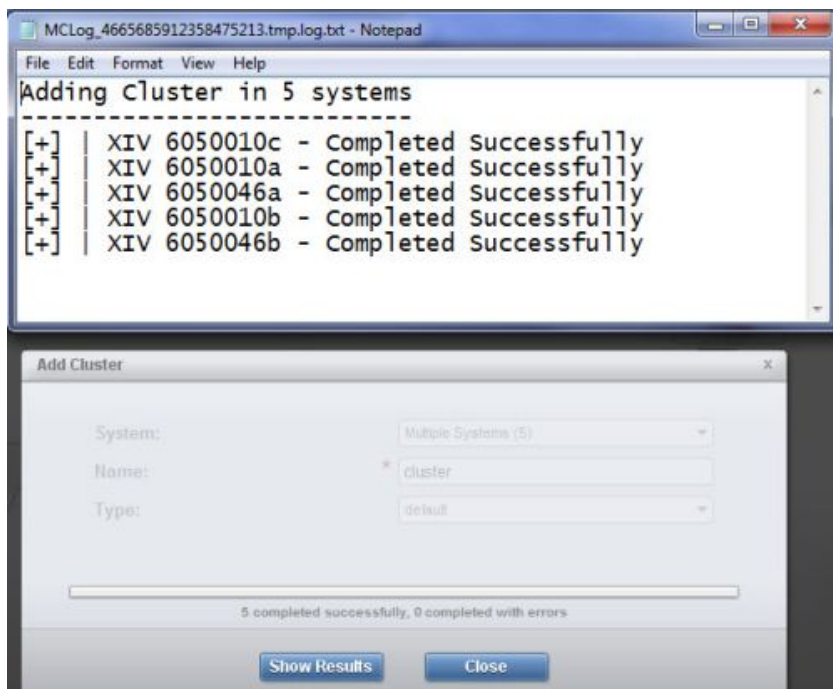 MCLog_4665685912358475213.tmp.log.txt - Notepad
File Edit Format View Help
Adding Cluster in 5 systems
---------------------------
[+] | XIV 6050010c - Completed Successfully
[+] | XIV 6050010a - Completed Successfully
[+] | XIV 6050046a - Completed Successfully
[+] | XIV 6050010b - Completed Successfully
[+] | XIV 6050046b - Completed Successfully
Add Cluster x
System: Multiple Systems (5)
Name: * cluster
Type: default
5 completed successfully, 0 completed with errors
Show Results Close